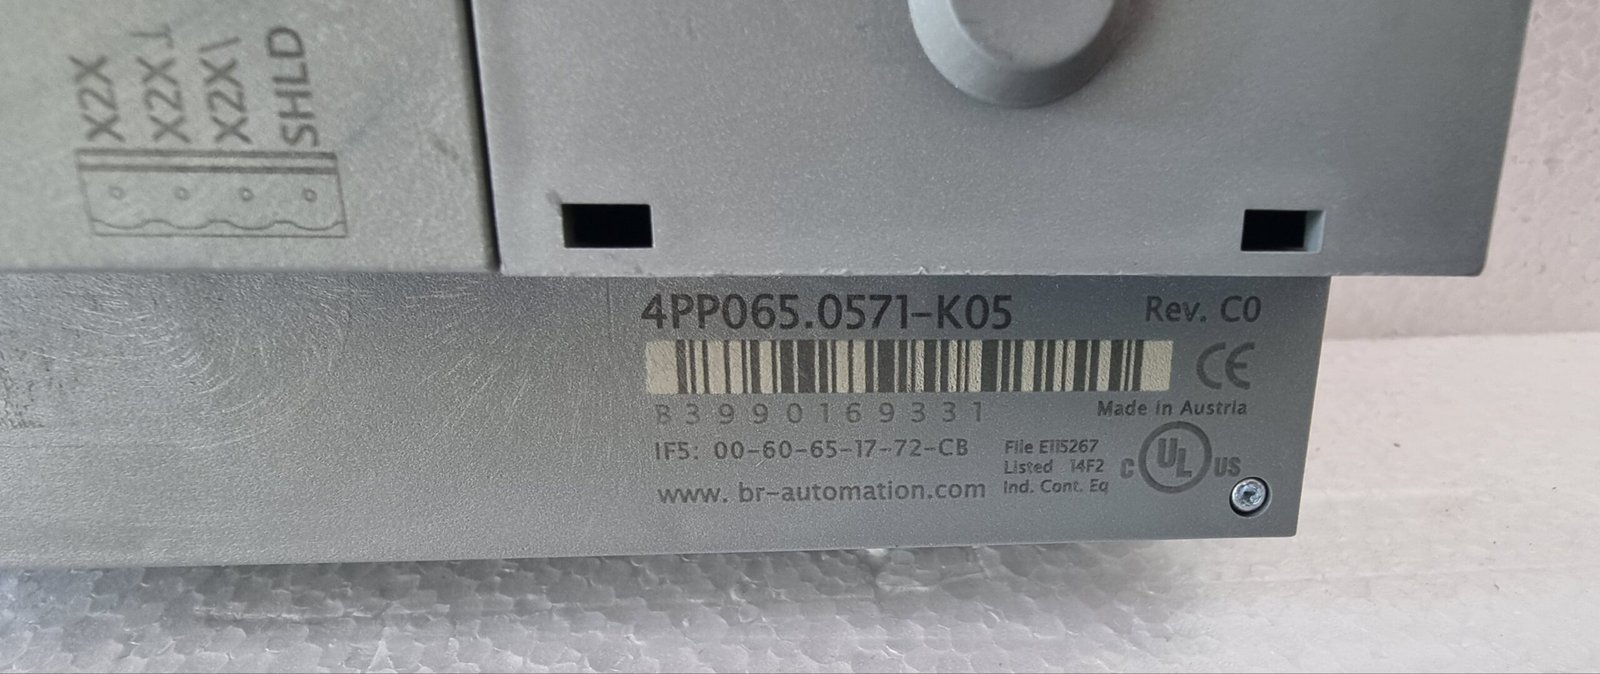 X2X
X2X⊥
X2X\
SHLD
4PP065.0571-K05 Rev. C0
CE
B3990169331
Made in Austria
IF5: 00-60-65-17-72-CB
www. br-automation.com
File E115267
Listed 14F2
Ind. Cont. Eq
C UL US